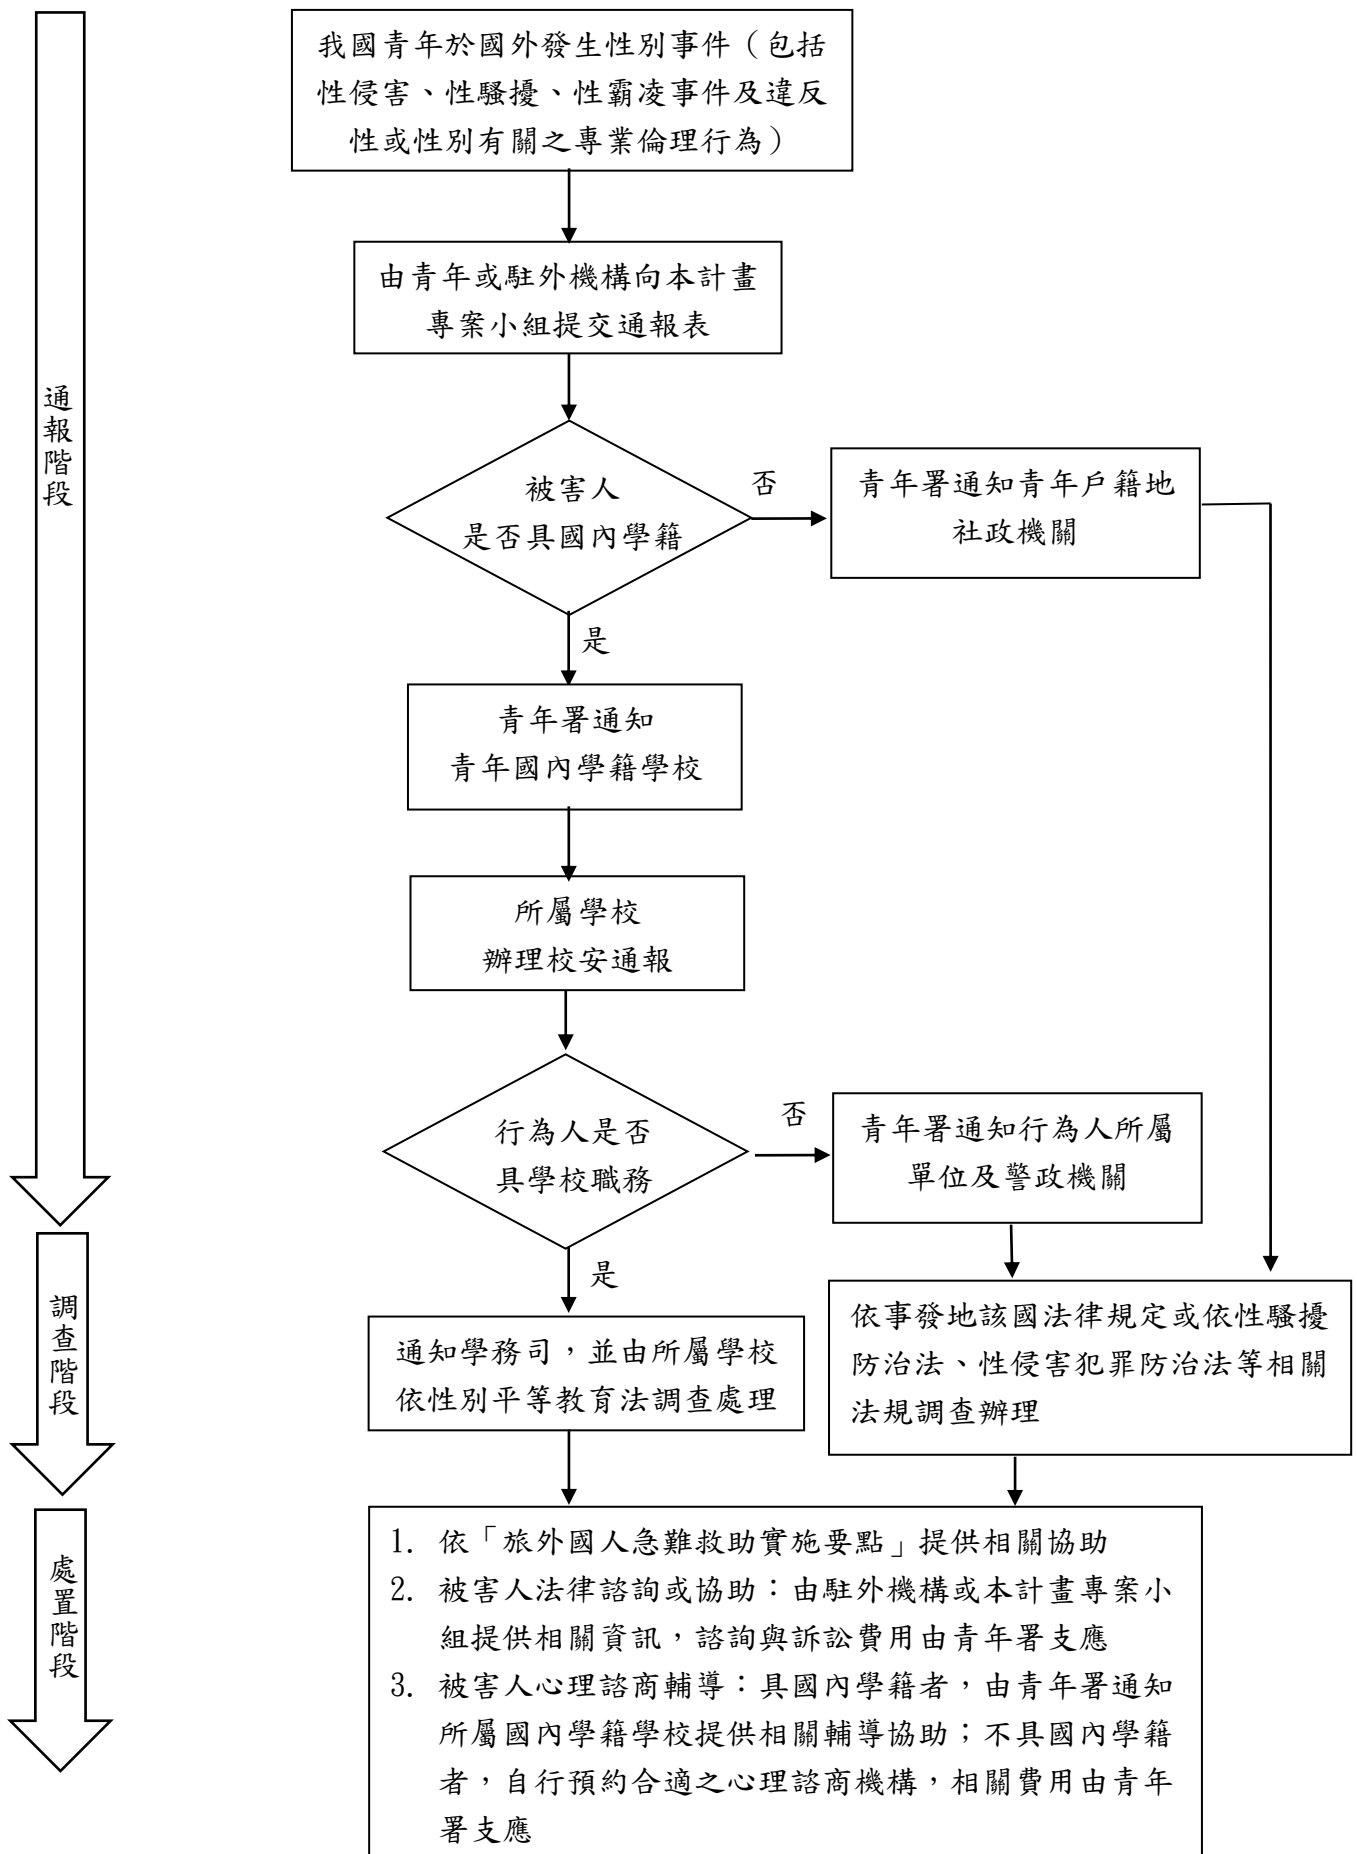 我國青年於國外發生性別事件（包括
性侵害、性騷擾、性霸凌事件及違反
性或性別有關之專業倫理行為）
由青年或駐外機構向本計畫
專案小組提交通報表
通報階段
被害人
是否具國內學籍
否
青年署通知青年戶籍地
社政機關
是
青年署通知
青年國內學籍學校
所屬學校
辦理校安通報
行為人是否
具學校職務
否
青年署通知行為人所屬
單位及警政機關
是
調查階段
通知學務司，並由所屬學校
依性別平等教育法調查處理
依事發地該國法律規定或依性騷擾
防治法、性侵害犯罪防治法等相關
法規調查辦理
處置階段
1. 依「旅外國人急難救助實施要點」提供相關協助
2. 被害人法律諮詢或協助：由駐外機構或本計畫專案小
組提供相關資訊，諮詢與訴訟費用由青年署支應
3. 被害人心理諮商輔導：具國內學籍者，由青年署通知
所屬國內學籍學校提供相關輔導協助；不具國內學籍
者，自行預約合適之心理諮商機構，相關費用由青年
署支應